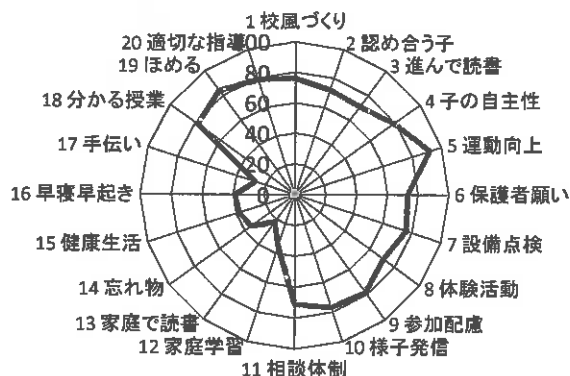 1 校風づくり
2 認め合う子
3 進んで読書
4 子の自主性
5 運動向上
6 保護者願い
7 設備点検
8 体験活動
9 参加配慮
10 様子発信
11 相談体制
12 家庭学習
13 家庭で読書
14 忘れ物
15 健康生活
16 早寝早起き
17 手伝い
18 分かる授業
19 ほめる
20 適切な指導
100
80
60
40
20
0